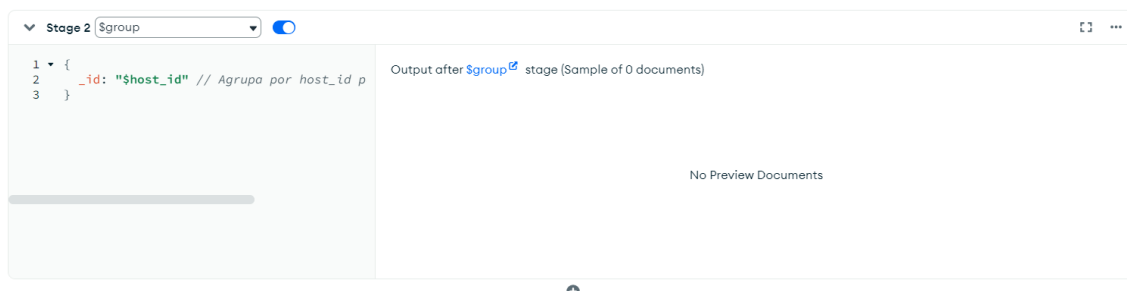 Stage 2 $group
1 {
2 _id: "$host_id" // Agrupa por host_id p
3 }
Output after $group stage (Sample of 0 documents)
No Preview Documents